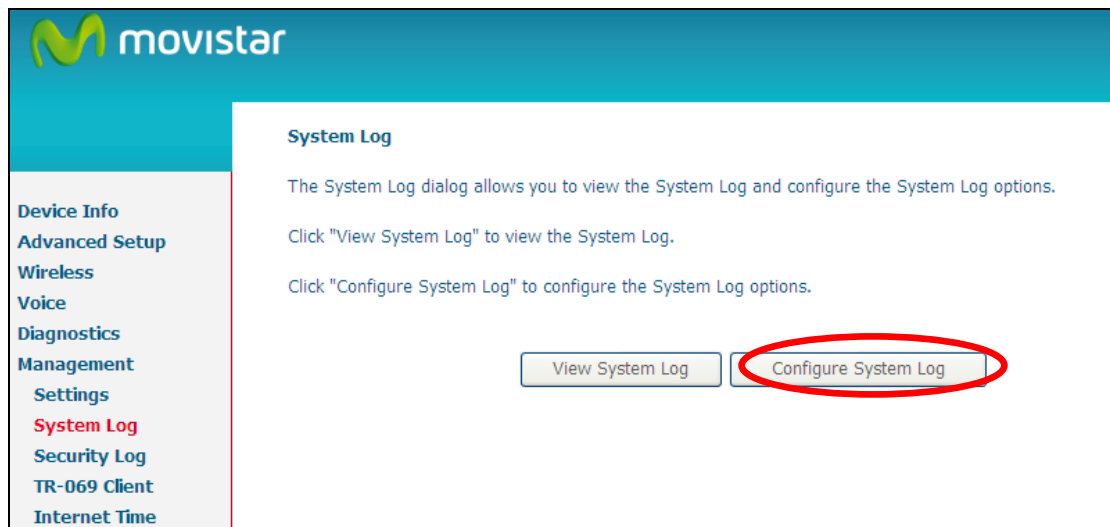 movistar
System Log
The System Log dialog allows you to view the System Log and configure the System Log options.
Click "View System Log" to view the System Log.
Click "Configure System Log" to configure the System Log options.
View System Log
Configure System Log
Device Info
Advanced Setup
Wireless
Voice
Diagnostics
Management
Settings
System Log
Security Log
TR-069 Client
Internet Time